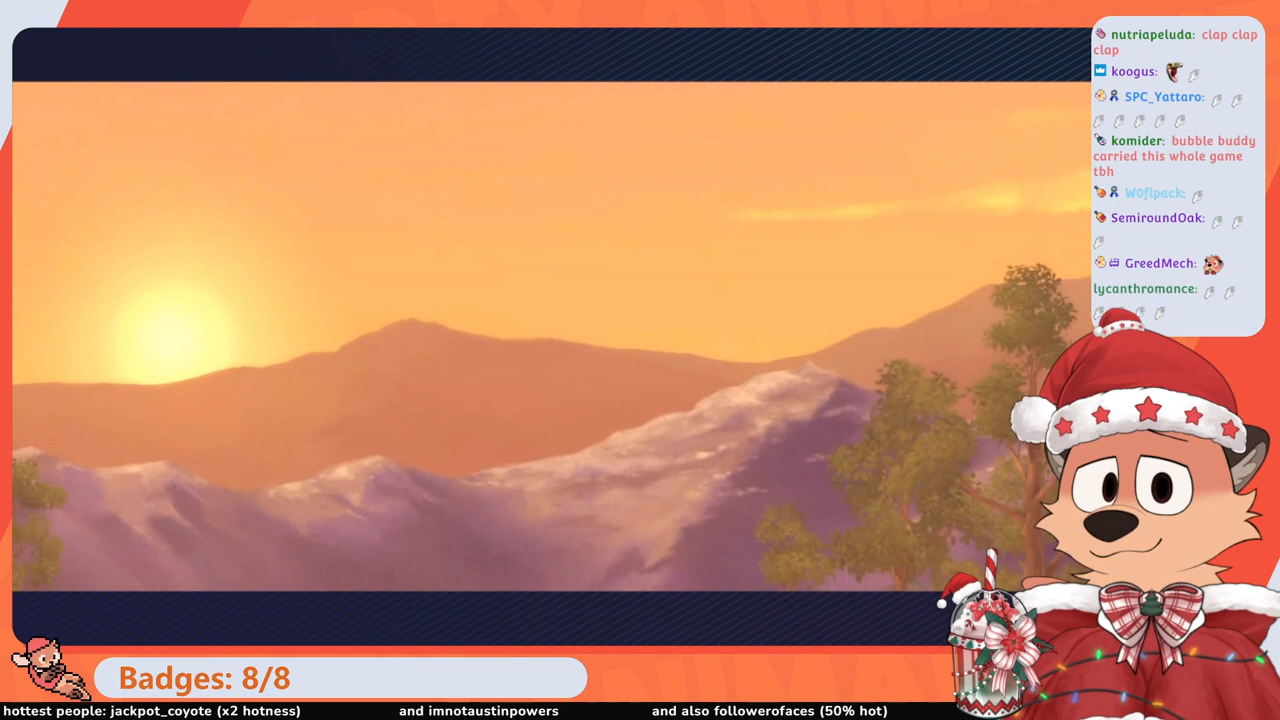 nutriapeluda: clap clap
clap
koogus:
SPC_Yattaro:
komider: bubble buddy
carried this whole game
tbh
W0flpack:
SemiroundOak:
GreedMech:
lycanthromance:
Badges: 8/8
hottest people: jackpot_coyote (x2 hotness) and imnotaustinpowers and also followerofaces (50% hot)